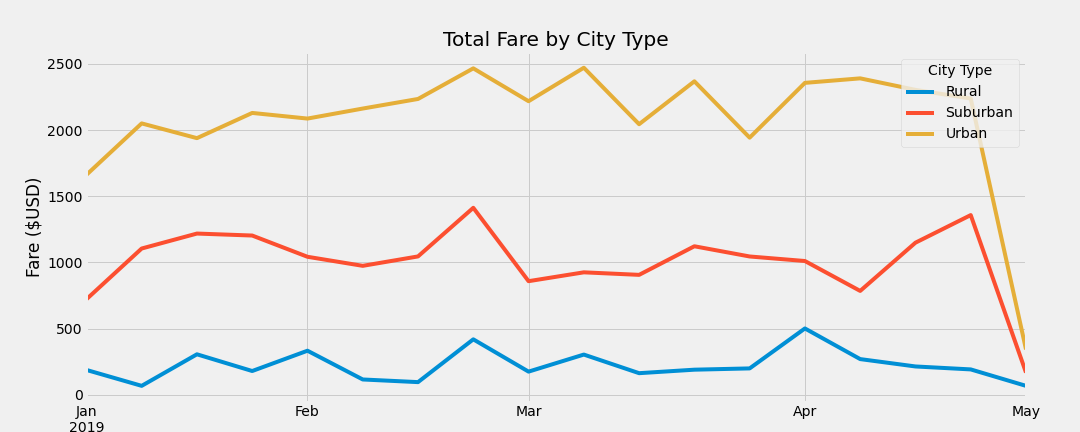 Total Fare by City Type
Fare ($USD)
2500
2000
1500
1000
500
0
City Type
Rural
Suburban
Urban
Jan
2019
Feb
Mar
Apr
May